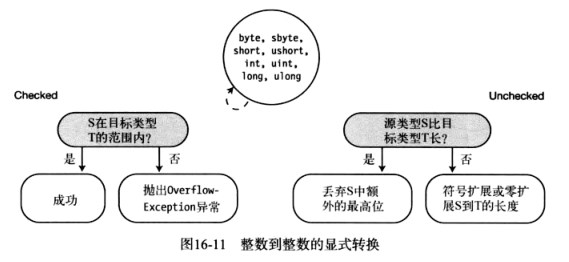 byte, sbyte,
short, ushort,
int, uint,
long, ulong
Checked
Unchecked
S在目标类型
T的范围内?
源类型S比目
标类型T长?
是
否
是
否
成功
抛出Overflow-
Exception异常
丢弃S中额
外的最高位
符号扩展或零扩
展S到T的长度
图16-11 整数到整数的显式转换